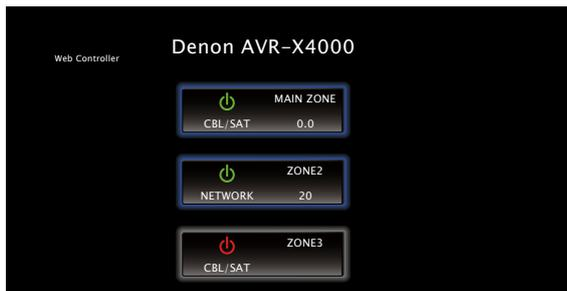 Denon AVR-X4000
Web Controller
MAIN ZONE
CBL/SAT 0.0
ZONE2
NETWORK 20
ZONE3
CBL/SAT